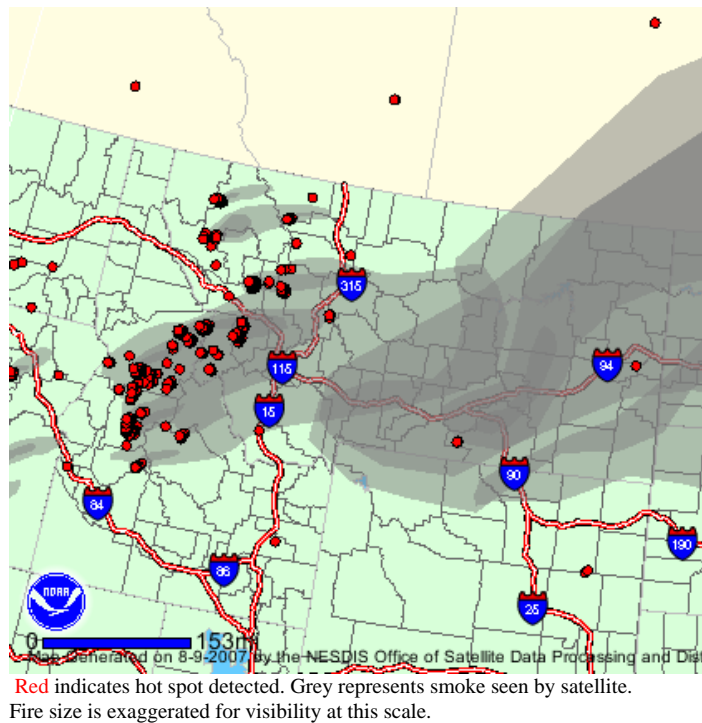 315
115
94
15
90
84
190
86
25
NOAA
0 153mi
Map Generated on 8-9-2007 by the NESDIS Office of Satellite Data Processing and Dist
Red indicates hot spot detected. Grey represents smoke seen by satellite.
Fire size is exaggerated for visibility at this scale.